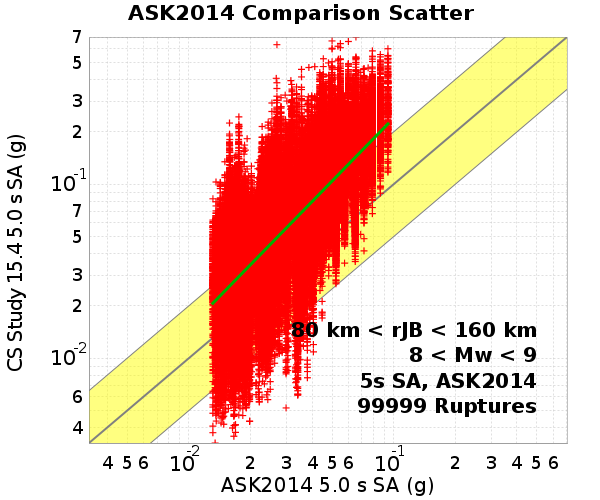 ASK2014 Comparison Scatter
CS Study 15.4 5.0 s SA (g)
7
5
3
2
10-1
7
5
3
2
10-2
6
4
80 km < rJB < 160 km
8 < Mw < 9
5s SA, ASK2014
99999 Ruptures
4 5 6 10-2 2 3 4 5 6 10-1 2 3 4 5 6
ASK2014 5.0 s SA (g)